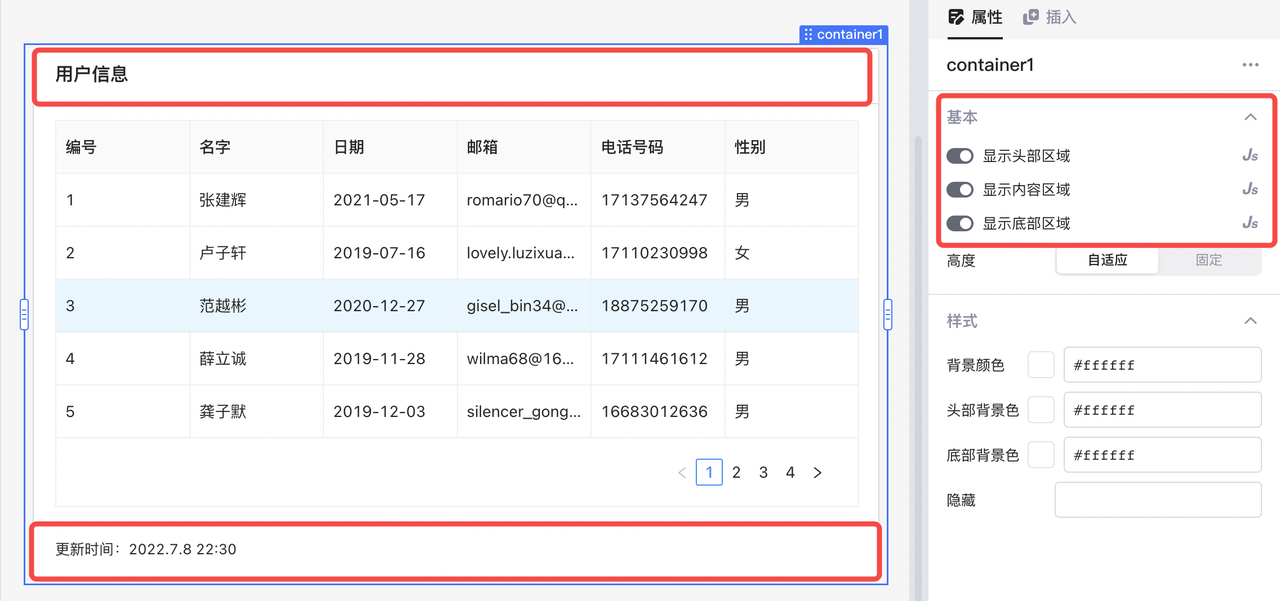 container1
用户信息
编号 名字 日期 邮箱 电话号码 性别
1 张建辉 2021-05-17 romario70@q... 17137564247 男
2 卢子轩 2019-07-16 lovely.luzixua... 17110230998 女
3 范越彬 2020-12-27 gisel_bin34@... 18875259170 男
4 薛立诚 2019-11-28 wilma68@16... 17111461612 男
5 龚子默 2019-12-03 silencer_gong... 16683012636 男
1 2 3 4
更新时间：2022.7.8 22:30
属性 插入
container1
基本
显示头部区域 Js
显示内容区域 Js
显示底部区域 Js
高度 自适应 固定
样式
背景颜色 #ffffff
头部背景色 #ffffff
底部背景色 #ffffff
隐藏